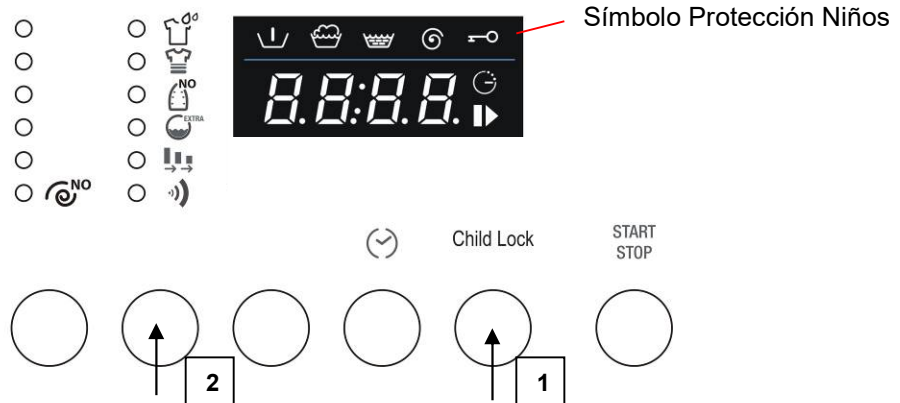 Símbolo Protección Niños
NO
EXTRA
8.8:8.8.
NO
Child Lock
START
STOP
2
1